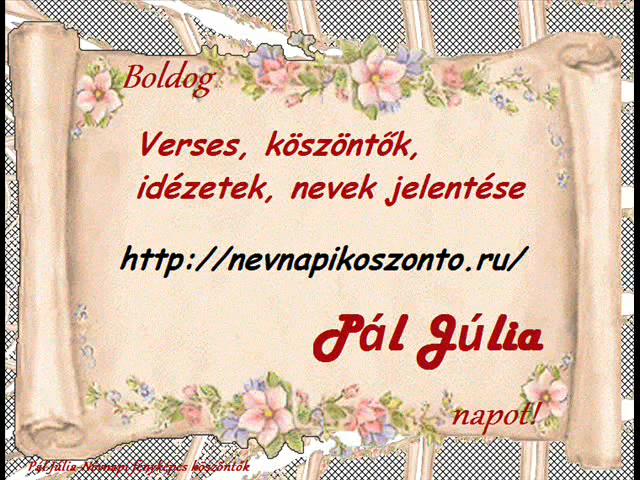 Boldog
Verses, köszöntők,
idézetek, nevek jelentése
http://nevnapikoszonto.ru/
Pál Júlia
napot!
Pál Júlia Névnapi fényképes köszöntők